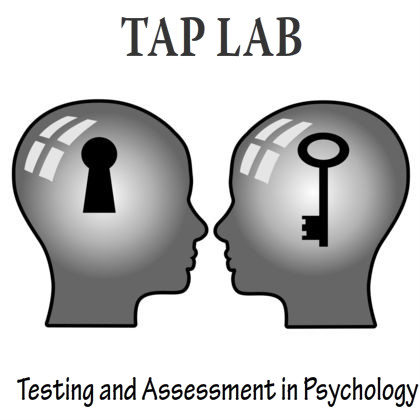 TAP LAB
Testing and Assessment in Psychology